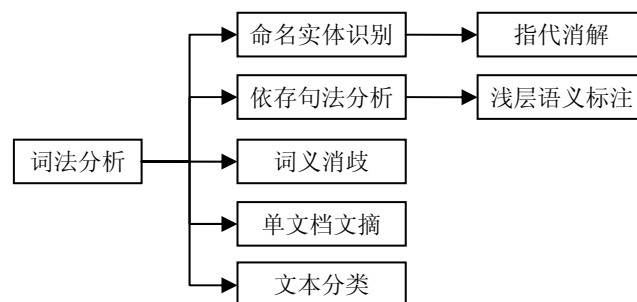 命名实体识别
指代消解
依存句法分析
浅层语义标注
词法分析
词义消歧
单文档文摘
文本分类